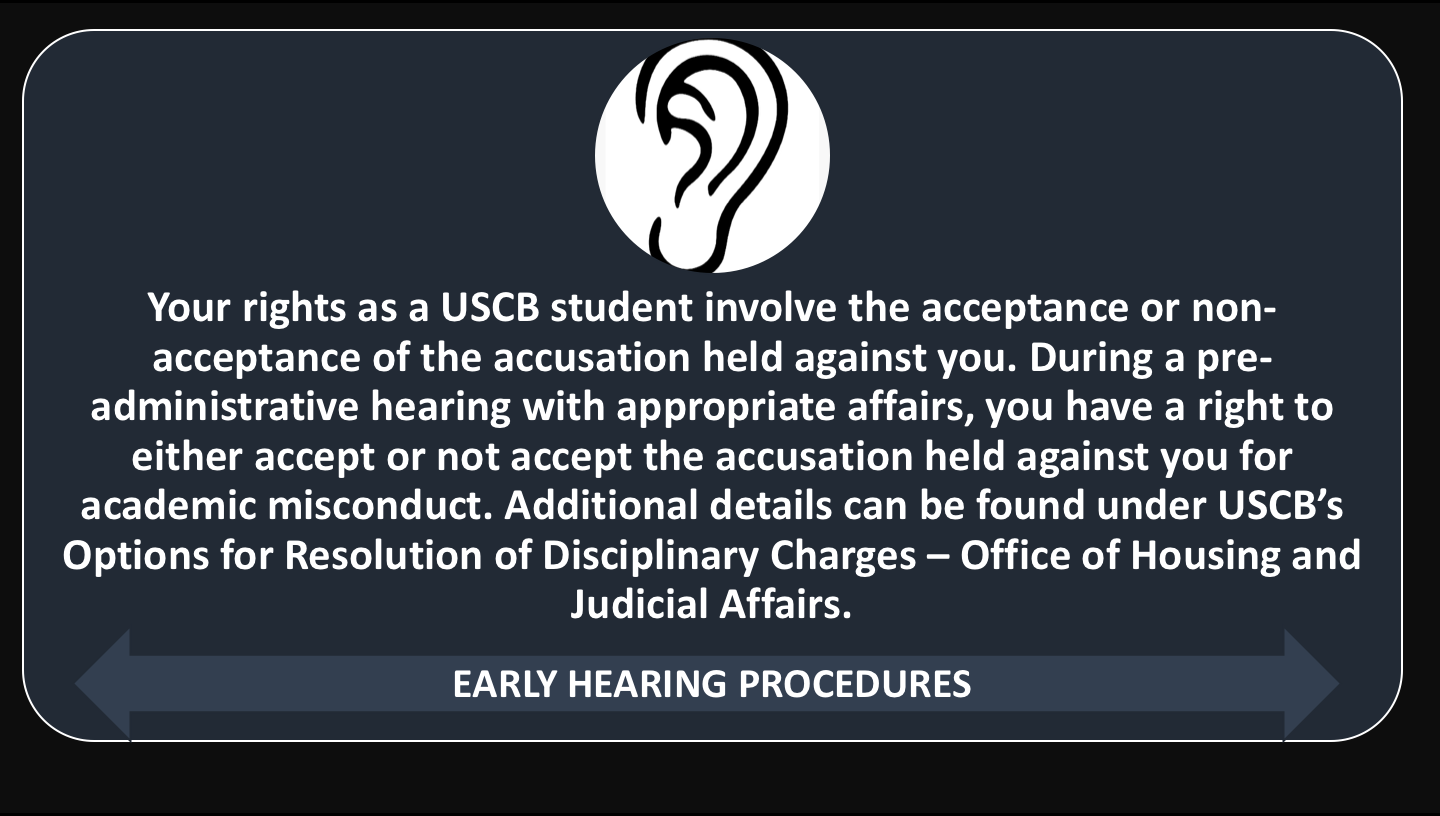 Your rights as a USCB student involve the acceptance or non-
acceptance of the accusation held against you. During a pre-
administrative hearing with appropriate affairs, you have a right to
either accept or not accept the accusation held against you for
academic misconduct. Additional details can be found under USCB’s
Options for Resolution of Disciplinary Charges – Office of Housing and
Judicial Affairs.
EARLY HEARING PROCEDURES